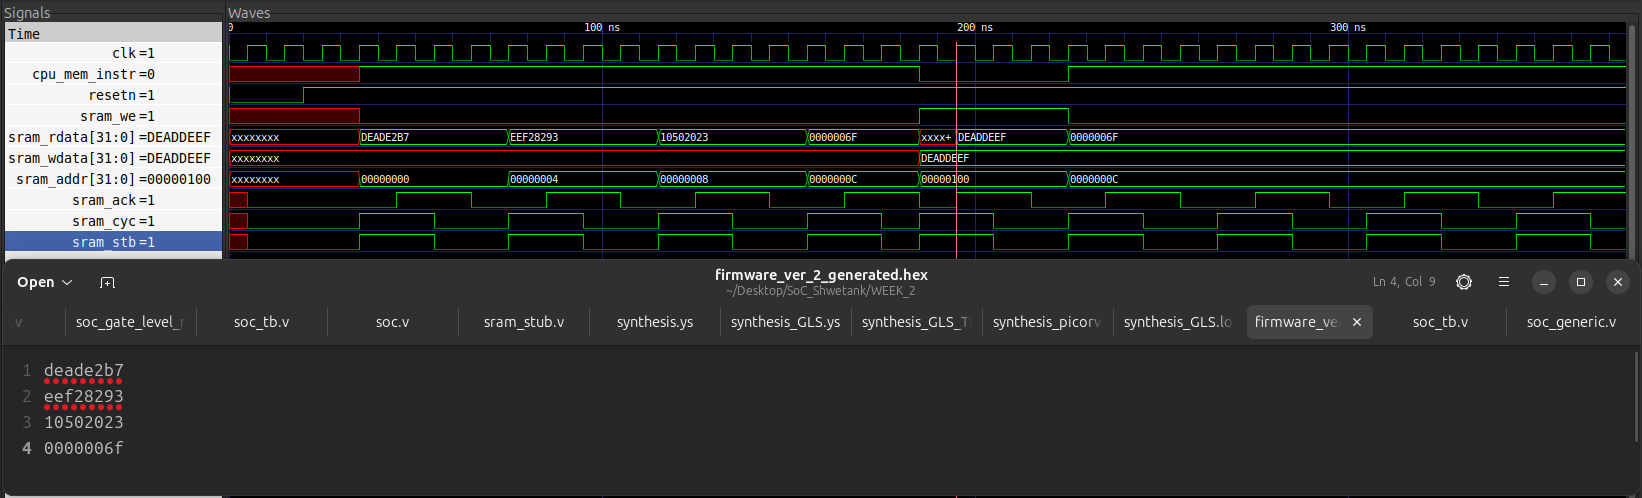 Signals
Waves
Time
0
100 ns
200 ns
300 ns
clk=1
cpu_mem_instr=0
resetn=1
sram_we=1
sram_rdata[31:0]=DEADDEEF
xxxxxxxx DEADE2B7 EEF28293 10502023 0000006F xxxx+ DEADDEEF 0000006F
sram_wdata[31:0]=DEADDEEF
xxxxxxxx DEADDEEF
sram_addr[31:0]=00000100
xxxxxxxx 00000000 00000004 00000008 0000000C 00000100 0000000C
sram_ack=1
sram_cyc=1
sram_stb=1
Open
firmware_ver_2_generated.hex
~/Desktop/SoC_Shwetank/WEEK_2
Ln 4, Col 9
.v
soc_gate_level_
soc_tb.v
soc.v
sram_stub.v
synthesis.ys
synthesis_GLS.ys
synthesis_GLS_T
synthesis_picorv
synthesis_GLS.lo
firmware_ve
soc_tb.v
soc_generic.v
1 deade2b7
2 eef28293
3 10502023
4 0000006f